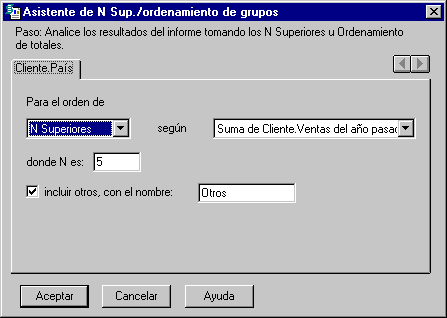 Asistente de N Sup./ordenamiento de grupos
Paso: Analice los resultados del informe tomando los N Superiores u Ordenamiento
de totales.
Cliente.País
Para el orden de
N Superiores según Suma de Cliente.Ventas del año pasad
donde N es: 5
incluir otros, con el nombre: Otros
Aceptar Cancelar Ayuda